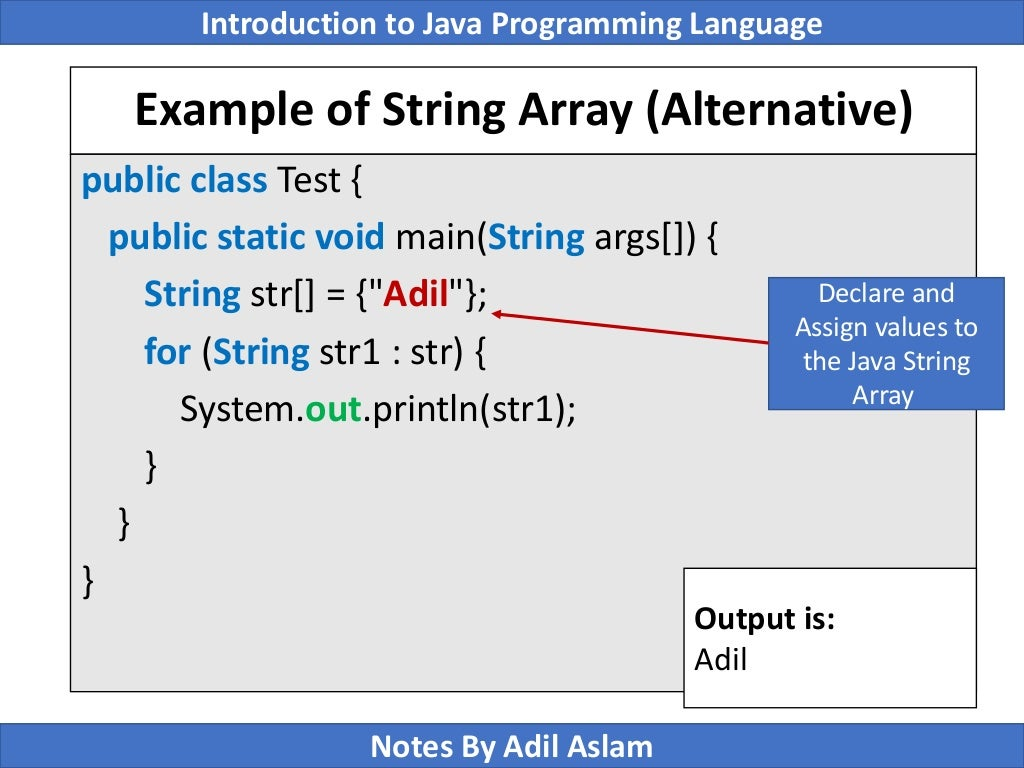 Introduction to Java Programming Language
Example of String Array (Alternative)
public class Test {
public static void main(String args[]) {
String str[] = {"Adil"};
for (String str1 : str) {
System.out.println(str1);
}
}
}
Declare and
Assign values to
the Java String
Array
Output is:
Adil
Notes By Adil Aslam